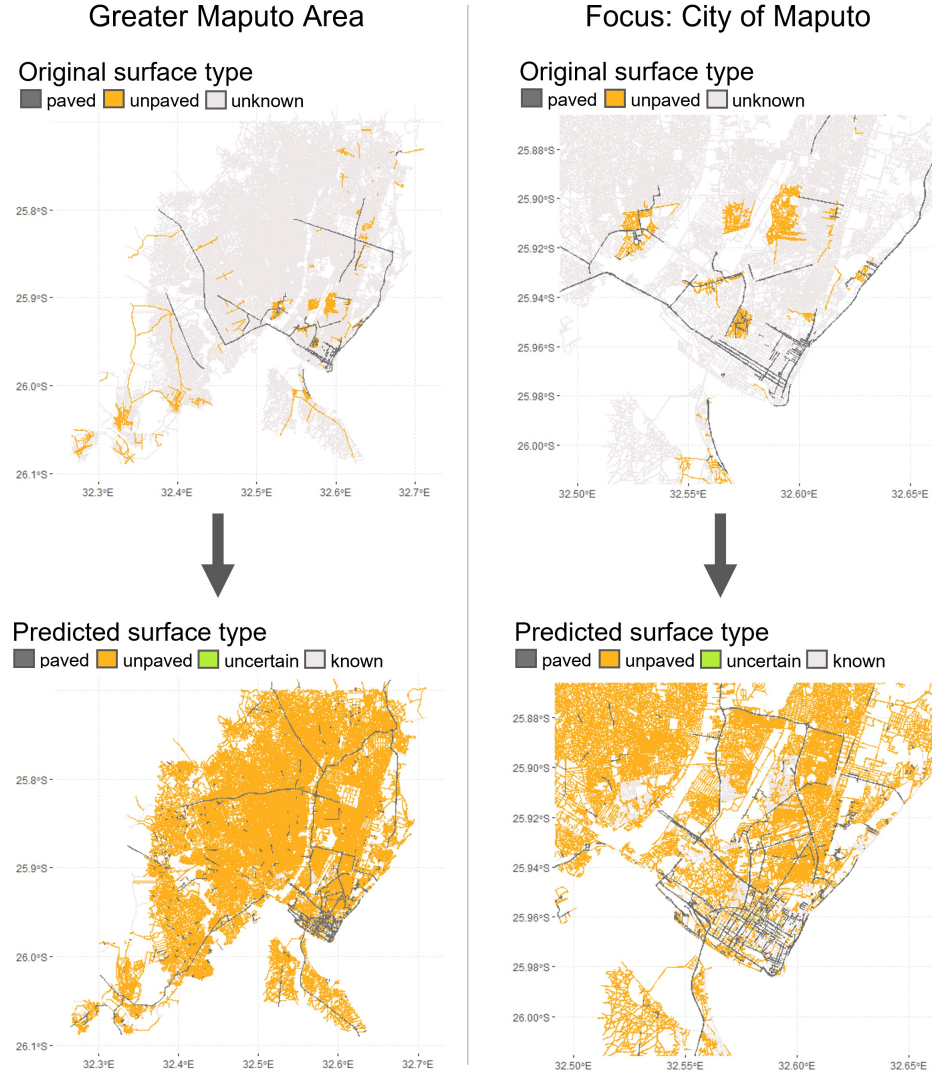 Greater Maputo Area
Original surface type
paved unpaved unknown
25.8°S
25.9°S
26.0°S
26.1°S
32.3°E 32.4°E 32.5°E 32.6°E 32.7°E
Predicted surface type
paved unpaved uncertain known
25.8°S
25.9°S
26.0°S
26.1°S
32.3°E 32.4°E 32.5°E 32.6°E 32.7°E
Focus: City of Maputo
Original surface type
paved unpaved unknown
25.88°S
25.90°S
25.92°S
25.94°S
25.96°S
25.98°S
26.00°S
32.50°E 32.55°E 32.60°E 32.65°E
Predicted surface type
paved unpaved uncertain known
25.88°S
25.90°S
25.92°S
25.94°S
25.96°S
25.98°S
26.00°S
32.50°E 32.55°E 32.60°E 32.65°E